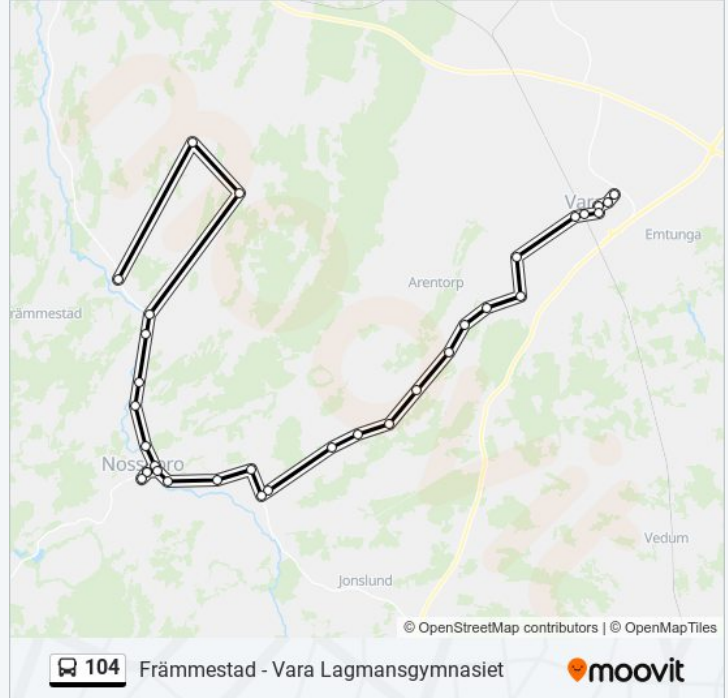 Vara
Emtunga
Arentorp
rämmestad
Nossebro
Vedum
Jonslund
© OpenStreetMap contributors | © OpenMapTiles
104 Främmestad - Vara Lagmansgymnasiet moovit